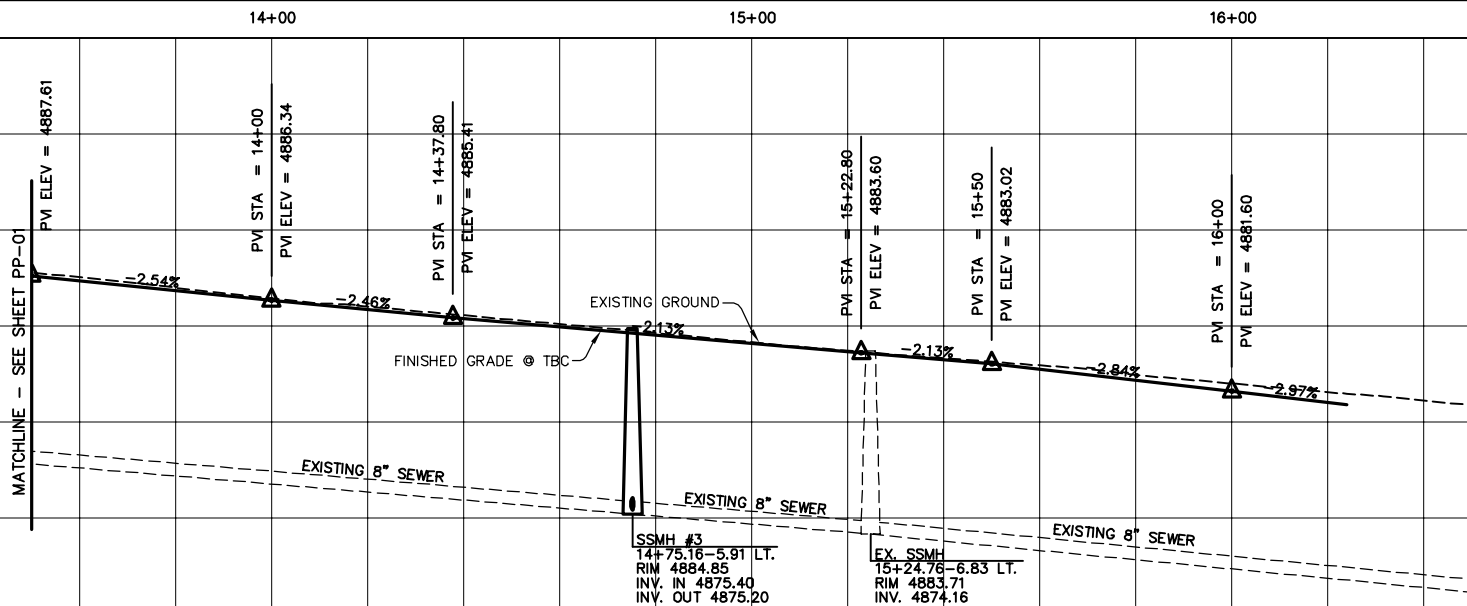 14+00
15+00
16+00
MATCHLINE - SEE SHEET PP-01
PVI ELEV = 4887.61
PVI STA = 14+00
PVI ELEV = 4886.34
PVI STA = 14+37.80
PVI ELEV = 4885.41
PVI STA = 15+22.80
PVI ELEV = 4883.60
PVI STA = 15+50
PVI ELEV = 4883.02
PVI STA = 16+00
PVI ELEV = 4881.60
-2.54%
-2.46%
-2.13%
-2.13%
-2.84%
-2.97%
EXISTING GROUND
FINISHED GRADE @ TBC
EXISTING 8" SEWER
EXISTING 8" SEWER
EXISTING 8" SEWER
SSMH #3
14+75.16-5.91 LT.
RIM 4884.85
INV. IN 4875.40
INV. OUT 4875.20
EX. SSMH
15+24.76-6.83 LT.
RIM 4883.71
INV. 4874.16